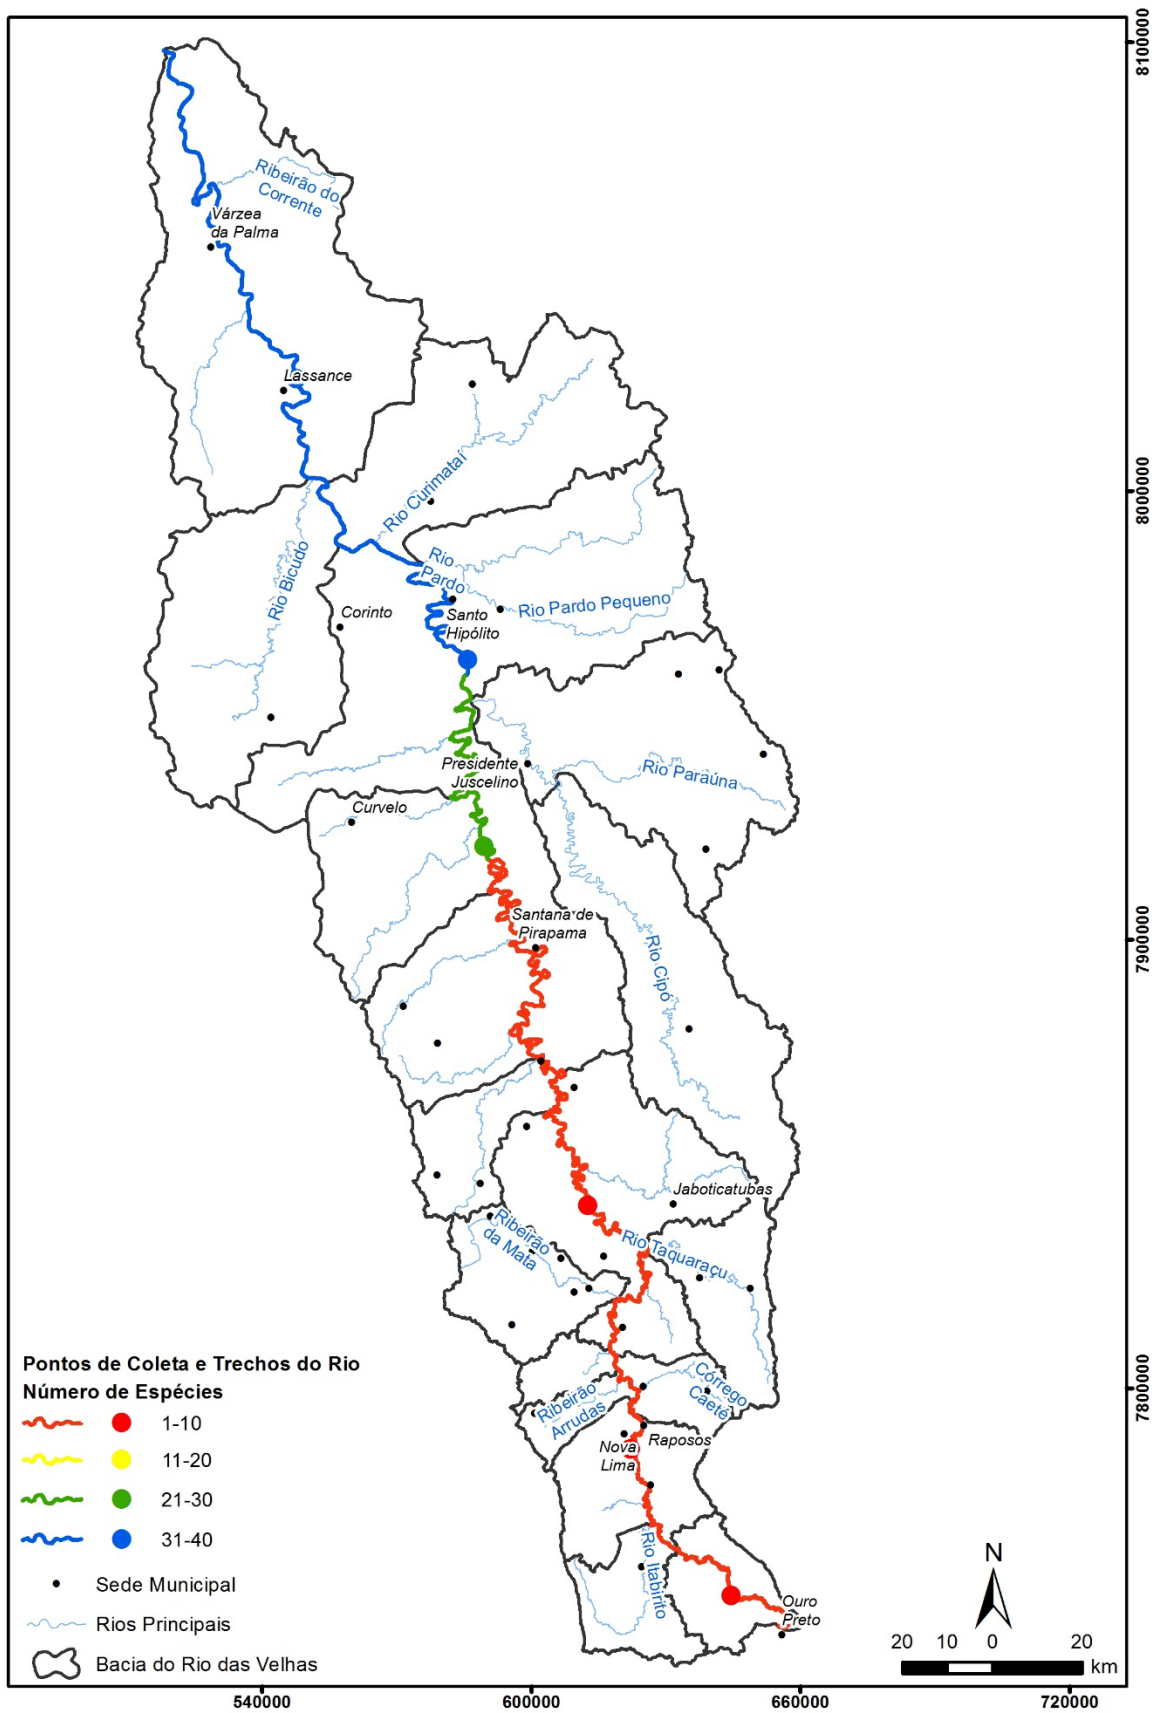 8100000
Ribeirão do
Corrente
Várzea
da Palma
Lassance
Rio Curimataí
8000000
Rio Bicudo
Rio
Pardo
Rio Pardo Pequeno
Corinto
Santo
Hipólito
Presidente
Juscelino
Rio Paraúna
Curvelo
Santana de
Pirapama
7900000
Rio Cipó
Jaboticatubas
Ribeirão
da Mata
Rio Taquaraçu
7800000
Córrego
Caeté
Ribeirão
Arrudas
Raposos
Nova
Lima
Rio Itabirito
Ouro
Preto
Pontos de Coleta e Trechos do Rio
Número de Espécies
1-10
11-20
21-30
31-40
Sede Municipal
Rios Principais
Bacia do Rio das Velhas
N
20 10 0 20
km
540000 600000 660000 720000